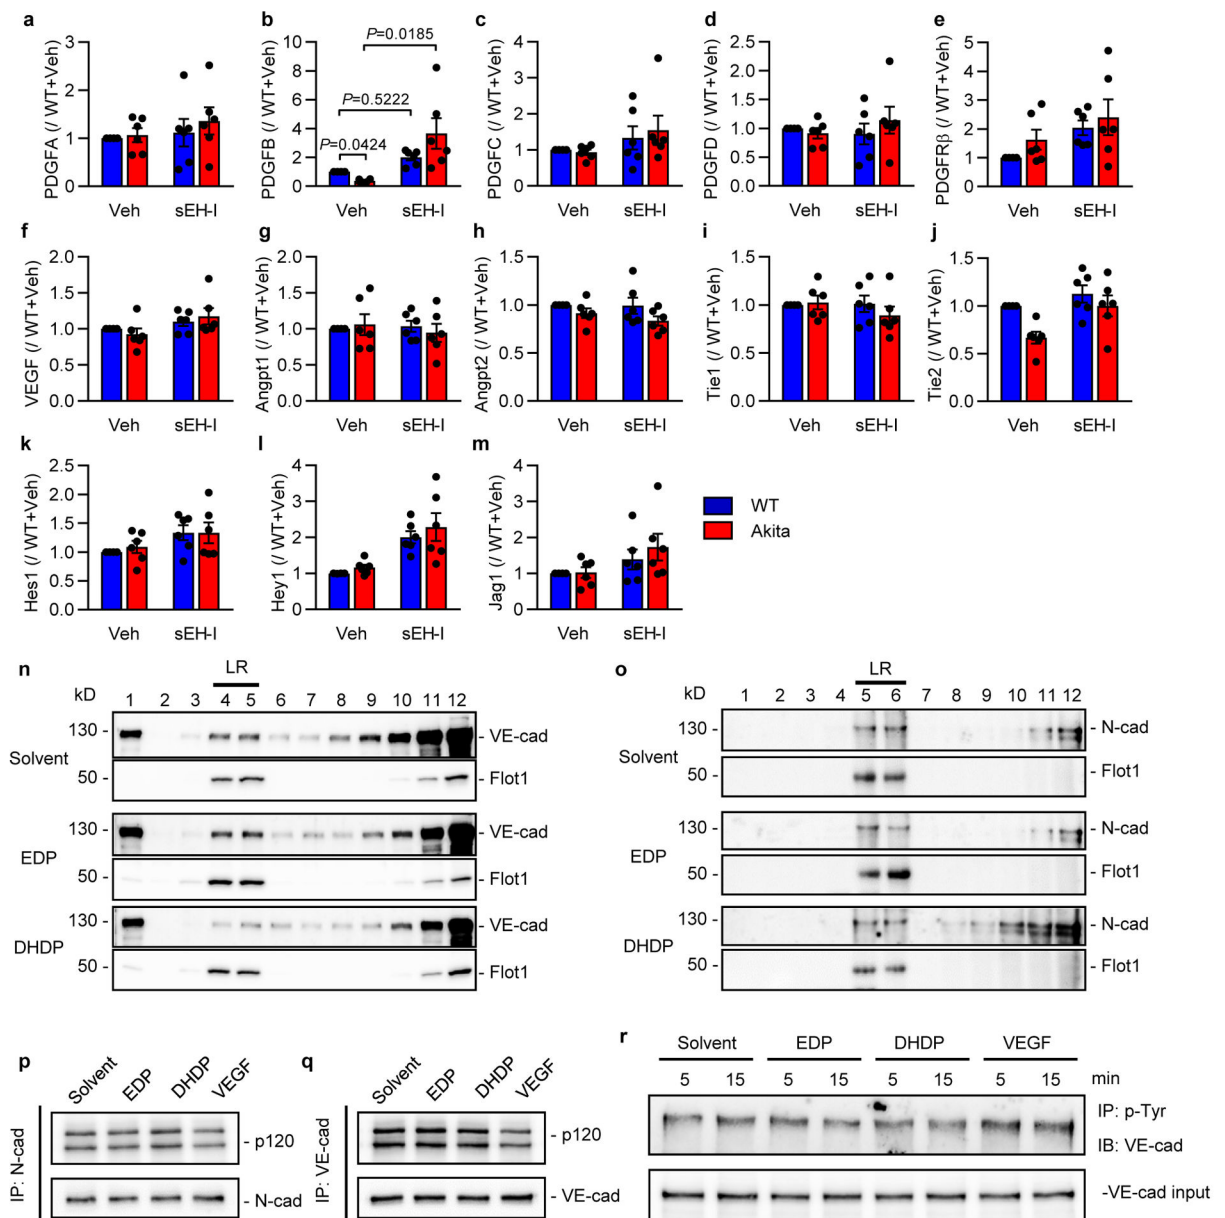 a
PDGFA (/ WT+Veh)
3
2
1
0
Veh
sEH-I
b
PDGFB (/ WT+Veh)
10
8
6
4
2
0
P=0.0185
P=0.5222
P=0.0424
Veh
sEH-I
c
PDGFC (/ WT+Veh)
4
3
2
1
0
Veh
sEH-I
d
PDGFD (/ WT+Veh)
2.5
2.0
1.5
1.0
0.5
0.0
Veh
sEH-I
e
PDGFRβ (/ WT+Veh)
5
4
3
2
1
0
Veh
sEH-I
f
VEGF (/ WT+Veh)
2.0
1.5
1.0
0.5
0.0
Veh
sEH-I
g
Angpt1 (/ WT+Veh)
2.0
1.5
1.0
0.5
0.0
Veh
sEH-I
h
Angpt2 (/ WT+Veh)
1.5
1.0
0.5
0
Veh
sEH-I
i
Tie1 (/ WT+Veh)
1.5
1.0
0.5
0
Veh
sEH-I
j
Tie2 (/ WT+Veh)
1.5
1.0
0.5
0
Veh
sEH-I
k
Hes1 (/ WT+Veh)
2.5
2.0
1.5
1.0
0.5
0.0
Veh
sEH-I
l
Hey1 (/ WT+Veh)
4
3
2
1
0
Veh
sEH-I
m
Jag1 (/ WT+Veh)
4
3
2
1
0
Veh
sEH-I
WT
Akita
n
LR
kD 1 2 3 4 5 6 7 8 9 10 11 12
Solvent
130 - - VE-cad
50 - - Flot1
EDP
130 - - VE-cad
50 - - Flot1
DHDP
130 - - VE-cad
50 - - Flot1
o
LR
kD 1 2 3 4 5 6 7 8 9 10 11 12
Solvent
130 - - N-cad
50 - - Flot1
EDP
130 - - N-cad
50 - - Flot1
DHDP
130 - - N-cad
50 - - Flot1
p
Solvent EDP DHDP VEGF
IP: N-cad
- p120
- N-cad
q
Solvent EDP DHDP VEGF
IP: VE-cad
- p120
- VE-cad
r
Solvent EDP DHDP VEGF
5 15 5 15 5 15 5 15 min
IP: p-Tyr
IB: VE-cad
-VE-cad input